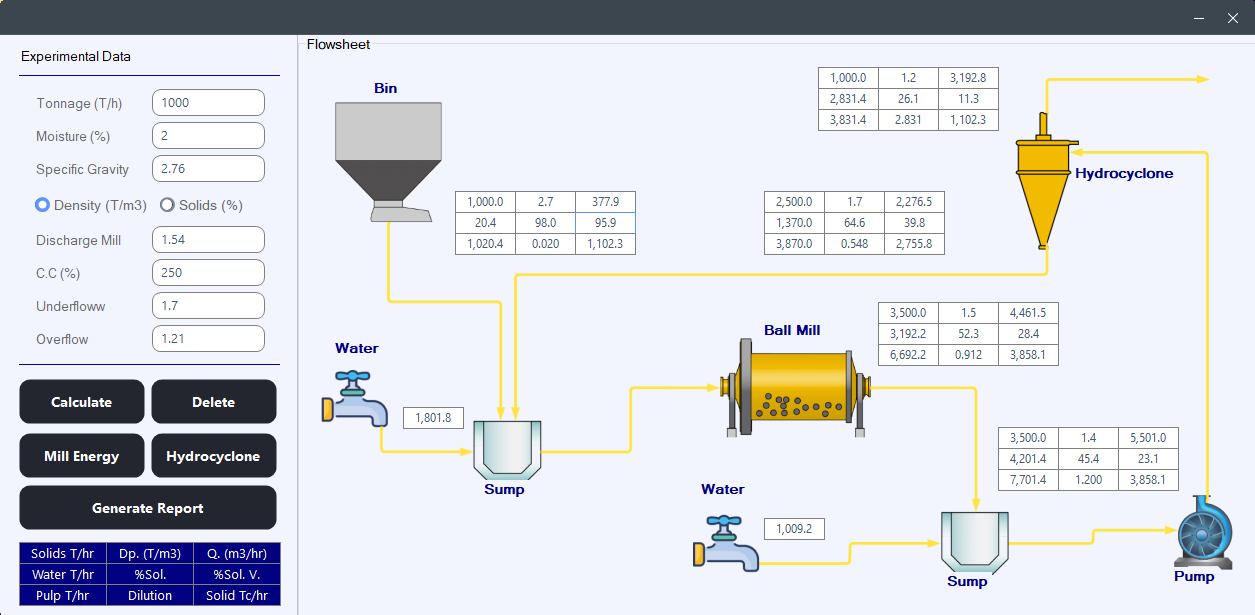 Experimental Data
Tonnage (T/h) 1000
Moisture (%) 2
Specific Gravity 2.76
Density (T/m3) Solids (%)
Discharge Mill 1.54
C.C (%) 250
Underfloww 1.7
Overflow 1.21
Calculate Delete
Mill Energy Hydrocyclone
Generate Report
Solids T/hr Dp. (T/m3) Q. (m3/hr)
Water T/hr %Sol. %Sol. V.
Pulp T/hr Dilution Solid Tc/hr
Flowsheet
Bin
1,000.0 2.7 377.9
20.4 98.0 95.9
1,020.4 0.020 1,102.3
1,000.0 1.2 3,192.8
2,831.4 26.1 11.3
3,831.4 2.831 1,102.3
Hydrocyclone
2,500.0 1.7 2,276.5
1,370.0 64.6 39.8
3,870.0 0.548 2,755.8
Water
1,801.8
Sump
Ball Mill
3,500.0 1.5 4,461.5
3,192.2 52.3 28.4
6,692.2 0.912 3,858.1
3,500.0 1.4 5,501.0
4,201.4 45.4 23.1
7,701.4 1.200 3,858.1
Water
1,009.2
Sump
Pump